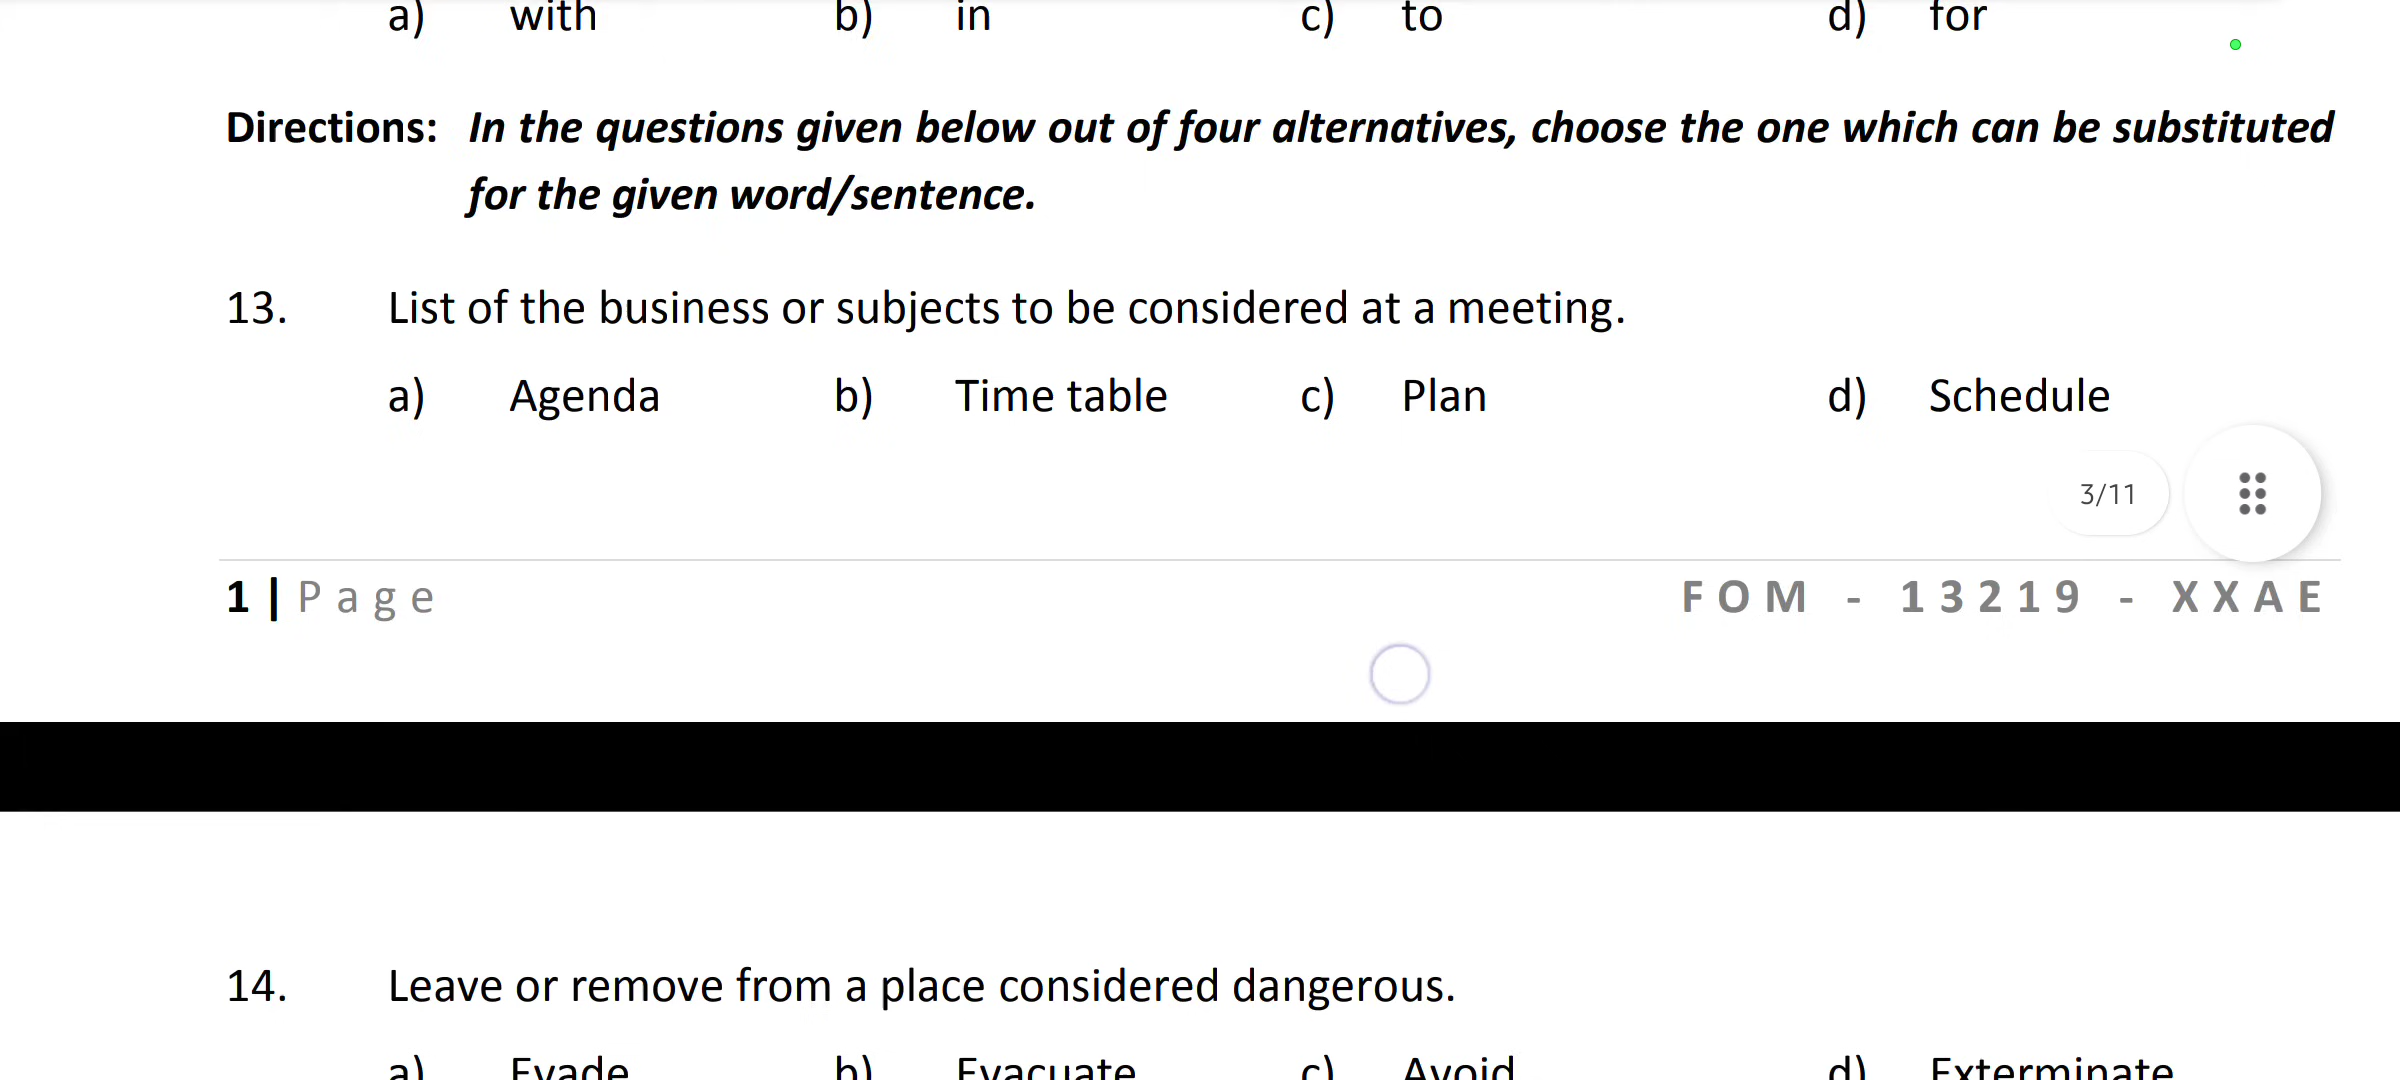 a) with b) in c) to d) for
Directions: In the questions given below out of four alternatives, choose the one which can be substituted
for the given word/sentence.
13. List of the business or subjects to be considered at a meeting.
a) Agenda b) Time table c) Plan d) Schedule
3/11
1 | Page FOM - 13219 - XXAE
14. Leave or remove from a place considered dangerous.
a) Evade b) Evacuate c) Avoid d) Exterminate